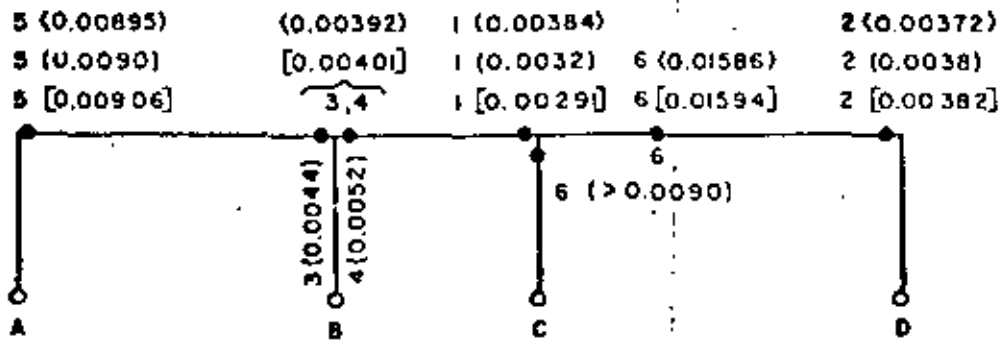 5 (0.00895) (0.00392) 1 (0.00384) 2 (0.00372)
5 (0.0090) [0.00401] 1 (0.0032) 6 (0.01586) 2 (0.0038)
5 [0.00906] 3,4 1 [0.00291] 6 [0.01594] 2 [0.00382]
6
3 (0.0044)
4 (0.0052)
6 (>0.0090)
A B C D